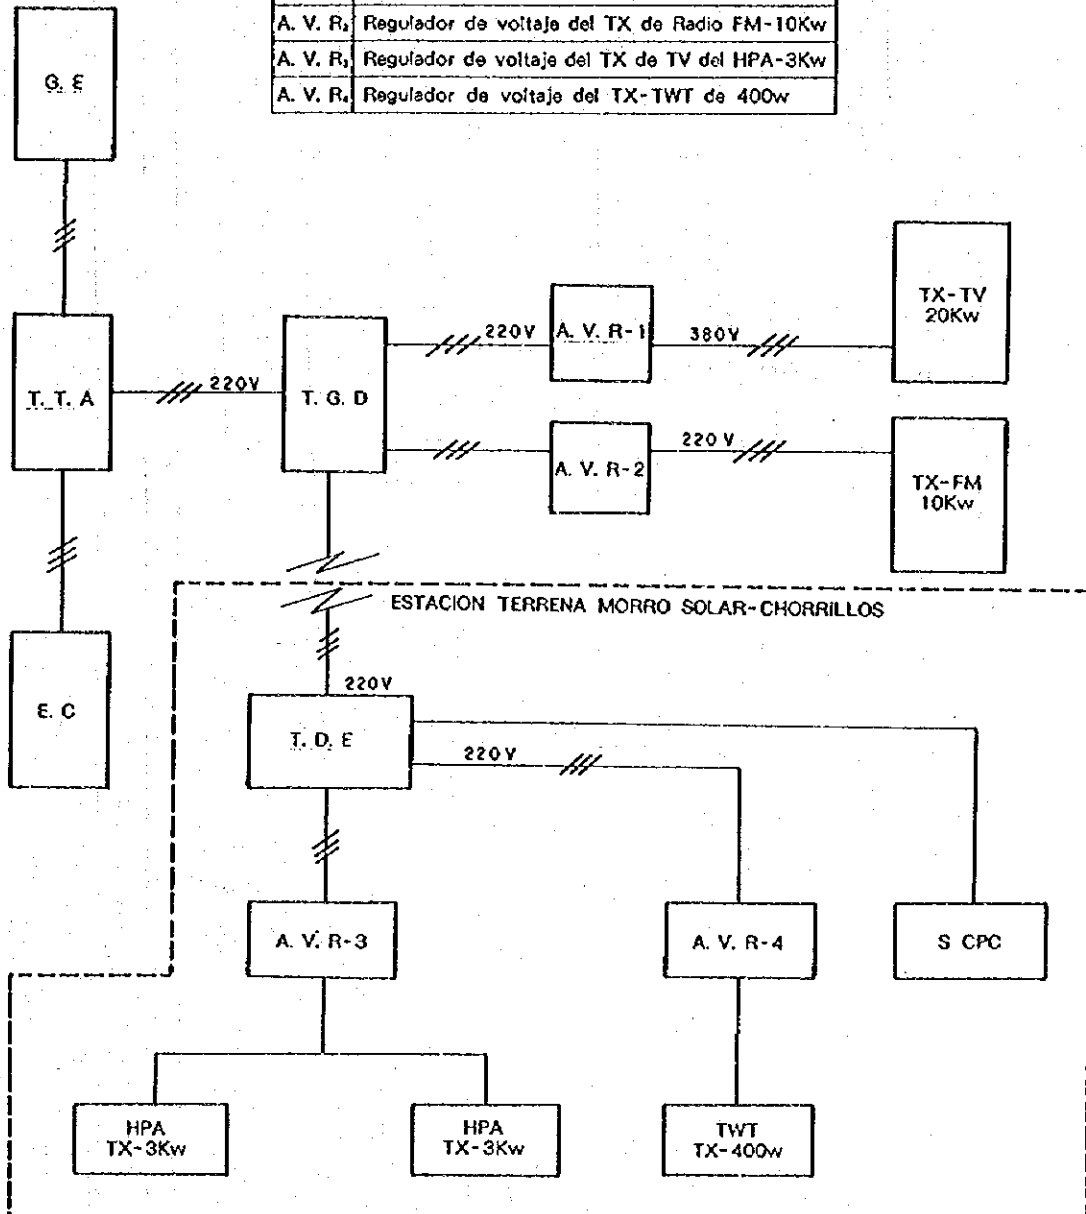 A. V. R₂ Regulador de voltaje del TX de Radio FM-10Kw
A. V. R₃ Regulador de voltaje del TX de TV del HPA-3Kw
A. V. R₄ Regulador de voltaje del TX-TWT de 400w
G. E
T. T. A
220V
T. G. D
220V
A. V. R-1
380V
TX-TV
20Kw
A. V. R-2
220 V
TX-FM
10Kw
E. C
ESTACION TERRENA MORRO SOLAR-CHORRILLOS
220V
T. D. E
220V
A. V. R-3
A. V. R-4
S CPC
HPA
TX-3Kw
HPA
TX-3Kw
TWT
TX-400w